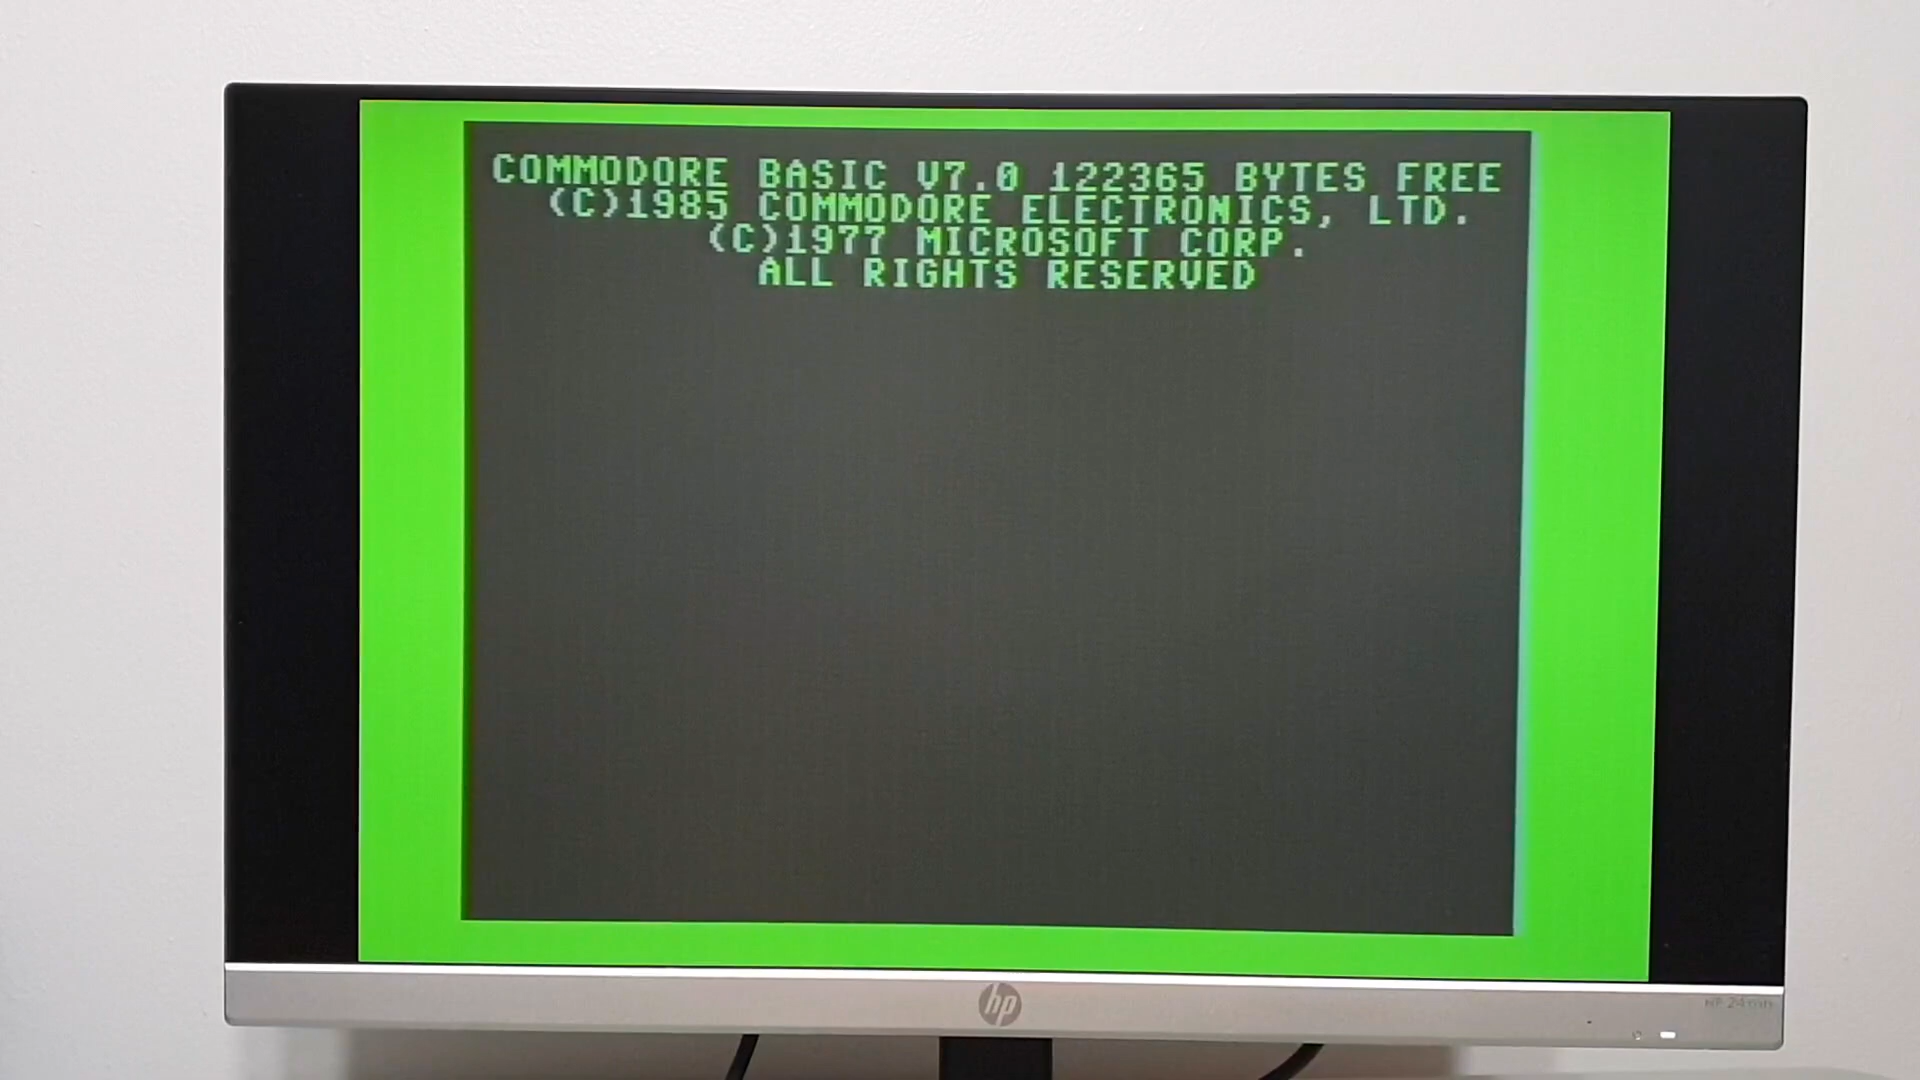 COMMODORE BASIC V7.0 122365 BYTES FREE
(C)1985 COMMODORE ELECTRONICS, LTD.
(C)1977 MICROSOFT CORP.
ALL RIGHTS RESERVED
hp